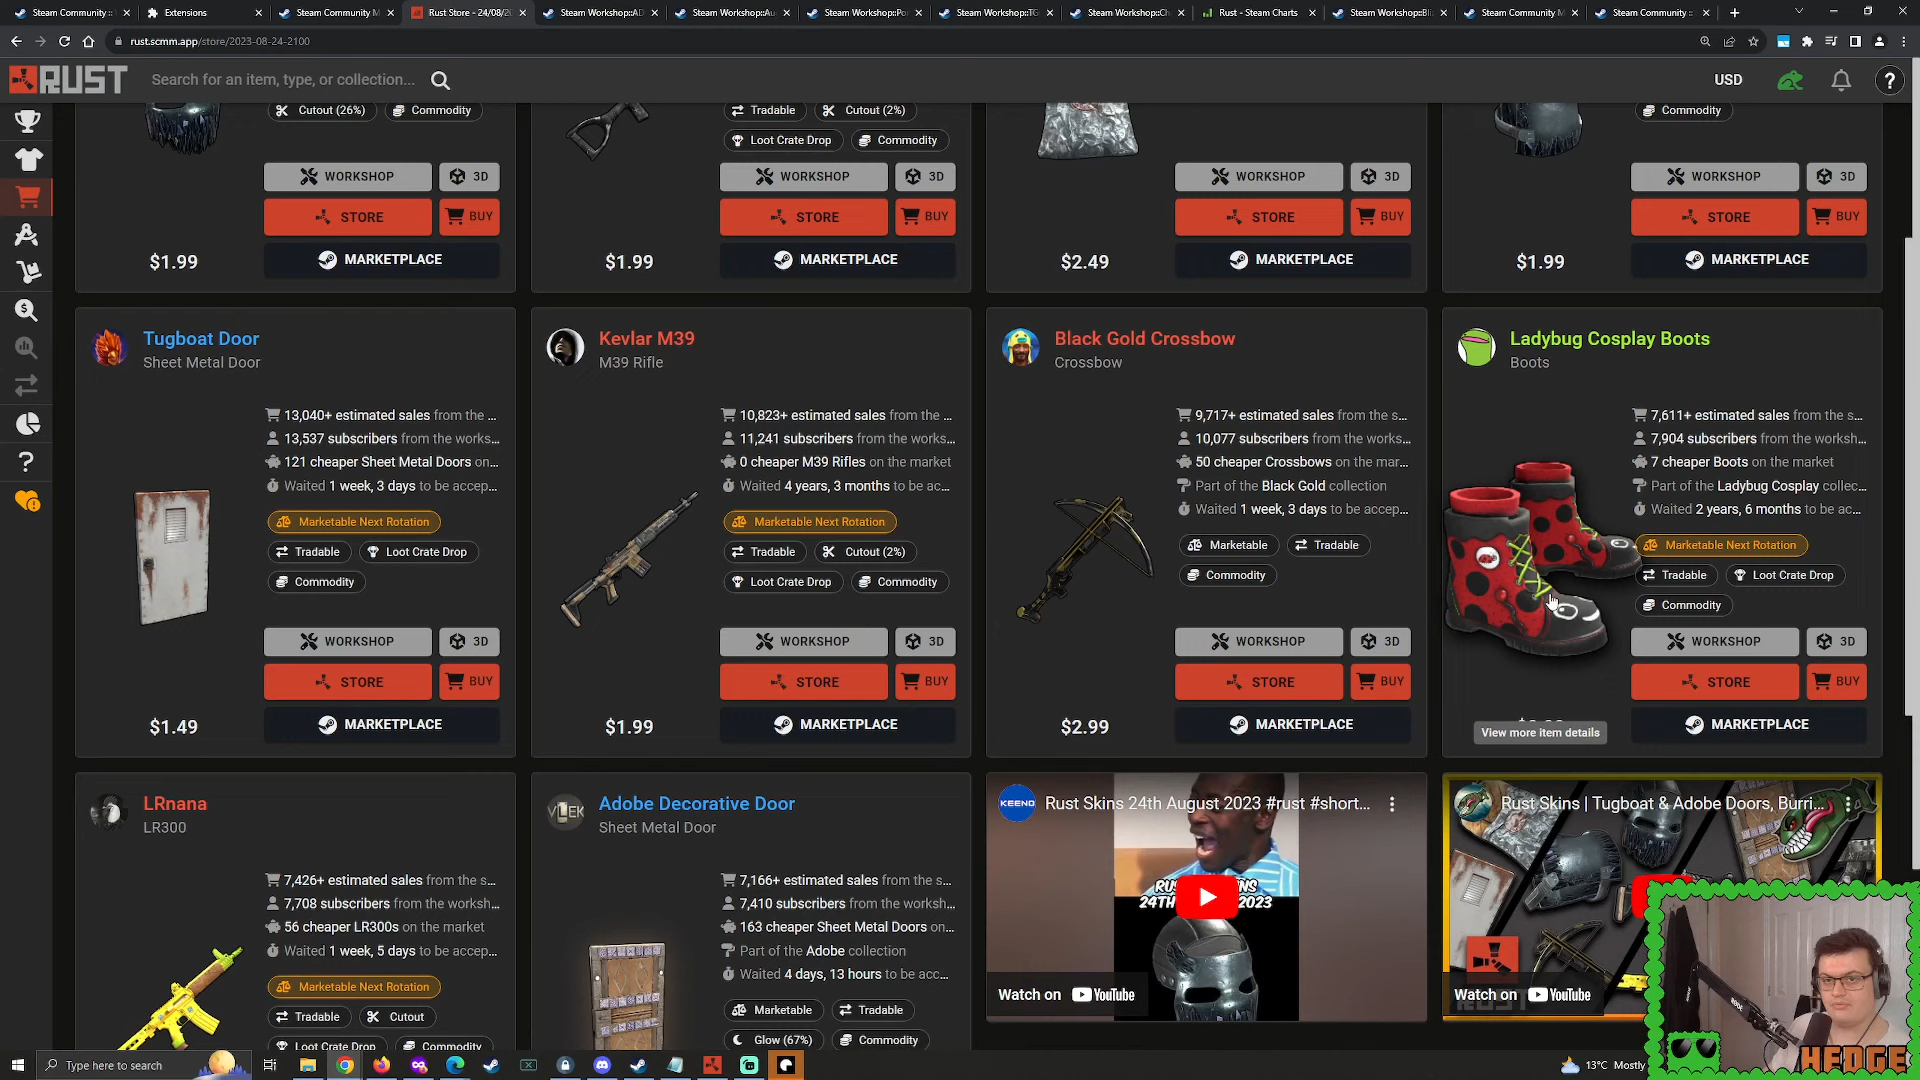 Steam Community ::
Extensions
Steam Community M
Rust Store - 24/08/20
Steam Workshop::AD
Steam Workshop::Au
Steam Workshop::Po
Steam Workshop::TG
Steam Workshop::Ch
Rust - Steam Charts
Steam Workshop::Bli
Steam Community M
Steam Community ::
rust.scmm.app/store/2023-08-24-2100
RUST
Search for an item, type, or collection...
USD
Cutout (26%)
Commodity
Tradable
Cutout (2%)
Loot Crate Drop
Commodity
Commodity
WORKSHOP 3D
STORE BUY
$1.99 MARKETPLACE
WORKSHOP 3D
STORE BUY
$1.99 MARKETPLACE
WORKSHOP 3D
STORE BUY
$2.49 MARKETPLACE
WORKSHOP 3D
STORE BUY
$1.99 MARKETPLACE
Tugboat Door
Sheet Metal Door
13,040+ estimated sales from the ...
13,537 subscribers from the works...
121 cheaper Sheet Metal Doors on...
Waited 1 week, 3 days to be accep...
Marketable Next Rotation
Tradable
Loot Crate Drop
Commodity
WORKSHOP 3D
STORE BUY
$1.49 MARKETPLACE
Kevlar M39
M39 Rifle
10,823+ estimated sales from the ...
11,241 subscribers from the works...
0 cheaper M39 Rifles on the market
Waited 4 years, 3 months to be ac...
Marketable Next Rotation
Tradable
Cutout (2%)
Loot Crate Drop
Commodity
WORKSHOP 3D
STORE BUY
$1.99 MARKETPLACE
Black Gold Crossbow
Crossbow
9,717+ estimated sales from the s...
10,077 subscribers from the works...
50 cheaper Crossbows on the mar...
Part of the Black Gold collection
Waited 1 week, 3 days to be accep...
Marketable
Tradable
Commodity
WORKSHOP 3D
STORE BUY
$2.99 MARKETPLACE
Ladybug Cosplay Boots
Boots
7,611+ estimated sales from the s...
7,904 subscribers from the worksh...
7 cheaper Boots on the market
Part of the Ladybug Cosplay collec...
Waited 2 years, 6 months to be ac...
Marketable Next Rotation
Tradable
Loot Crate Drop
Commodity
WORKSHOP 3D
STORE BUY
MARKETPLACE
View more item details
LRnana
LR300
7,426+ estimated sales from the s...
7,708 subscribers from the worksh...
56 cheaper LR300s on the market
Waited 1 week, 5 days to be accep...
Marketable Next Rotation
Tradable
Cutout
Loot Crate Drop
Commodity
Adobe Decorative Door
Sheet Metal Door
7,166+ estimated sales from the s...
7,410 subscribers from the worksh...
163 cheaper Sheet Metal Doors on...
Part of the Adobe collection
Waited 4 days, 13 hours to be acc...
Marketable
Tradable
Glow (67%)
Commodity
KEENO
Rust Skins 24th August 2023 #rust #short...
24TH 2023
Watch on YouTube
Rust Skins | Tugboat & Adobe Doors, Burri...
Watch on YouTube
HEDGE
Type here to search
13°C Mostly